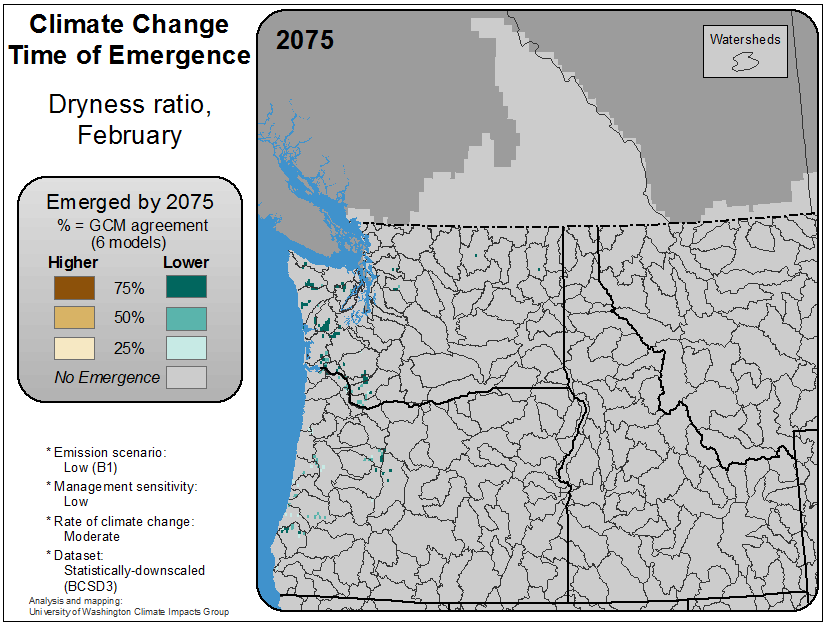 Climate Change
Time of Emergence
Dryness ratio,
February
2075
Watersheds
Emerged by 2075
% = GCM agreement
(6 models)
Higher Lower
75%
50%
25%
No Emergence
* Emission scenario:
Low (B1)
* Management sensitivity:
Low
* Rate of climate change:
Moderate
* Dataset:
Statistically-downscaled
(BCSD3)
Analysis and mapping:
University of Washington Climate Impacts Group